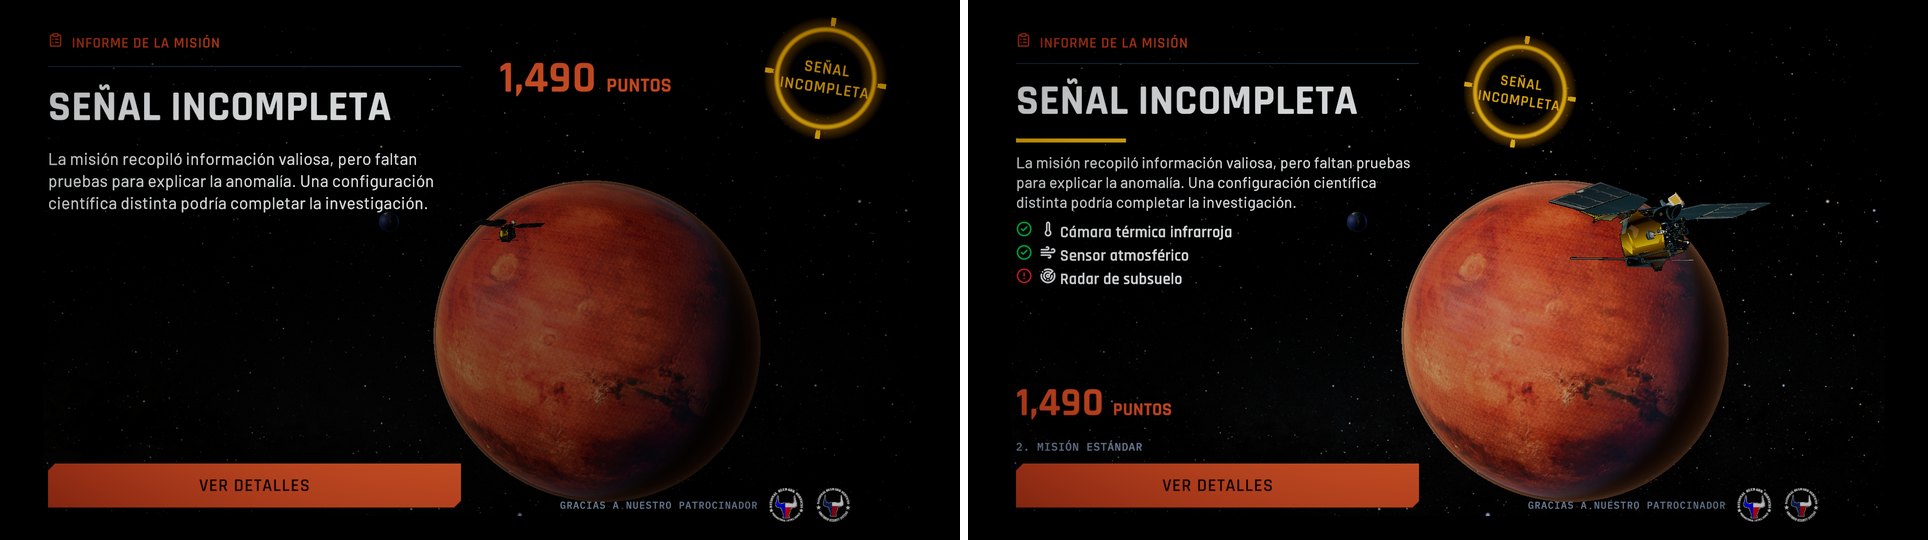 INFORME DE LA MISIÓN
SEÑAL INCOMPLETA
La misión recopiló información valiosa, pero faltan
pruebas para explicar la anomalía. Una configuración
científica distinta podría completar la investigación.
1,490 PUNTOS
SEÑAL
INCOMPLETA
VER DETALLES
GRACIAS A NUESTRO PATROCINADOR
INFORME DE LA MISIÓN
SEÑAL INCOMPLETA
La misión recopiló información valiosa, pero faltan pruebas
para explicar la anomalía. Una configuración científica
distinta podría completar la investigación.
Cámara térmica infrarroja
Sensor atmosférico
Radar de subsuelo
SEÑAL
INCOMPLETA
1,490 PUNTOS
2. MISIÓN ESTÁNDAR
VER DETALLES
GRACIAS A NUESTRO PATROCINADOR